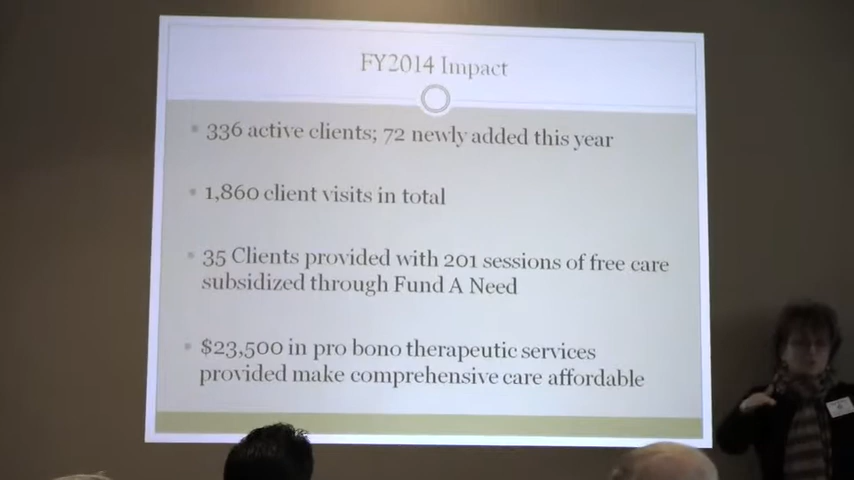 FY2014 Impact
336 active clients; 72 newly added this year
1,860 client visits in total
35 Clients provided with 201 sessions of free care
subsidized through Fund A Need
$23,500 in pro bono therapeutic services
provided make comprehensive care affordable